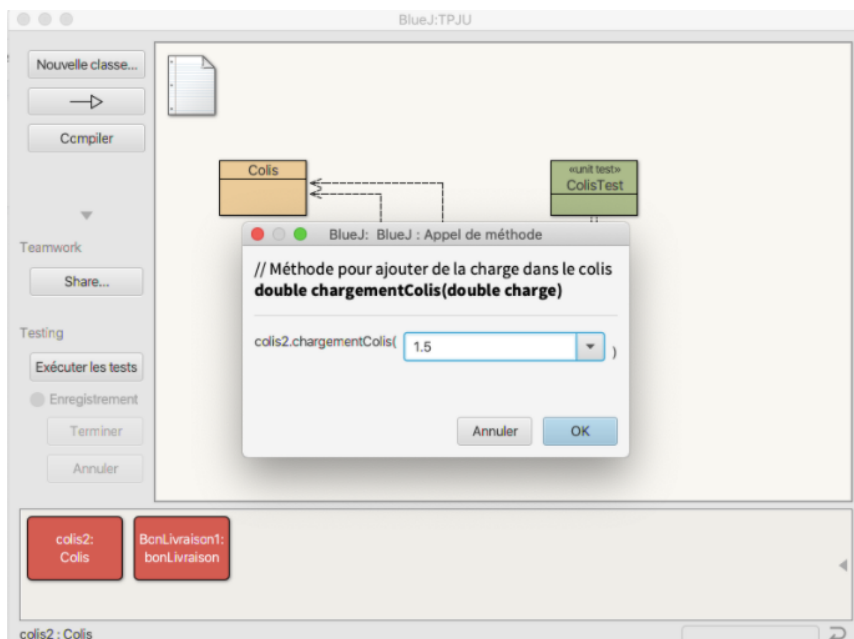 BlueJ:TPJU
Nouvelle classe...
Compiler
Colis
«unit test»
ColisTest
BlueJ: BlueJ : Appel de méthode
// Méthode pour ajouter de la charge dans le colis
double chargementColis(double charge)
colis2.chargementColis(
1.5
)
Annuler
OK
Teamwork
Share...
Testing
Exécuter les tests
Enregistrement
Terminer
Annuler
colis2:
Colis
BonLivraison1:
bonLivraison
colis2 : Colis